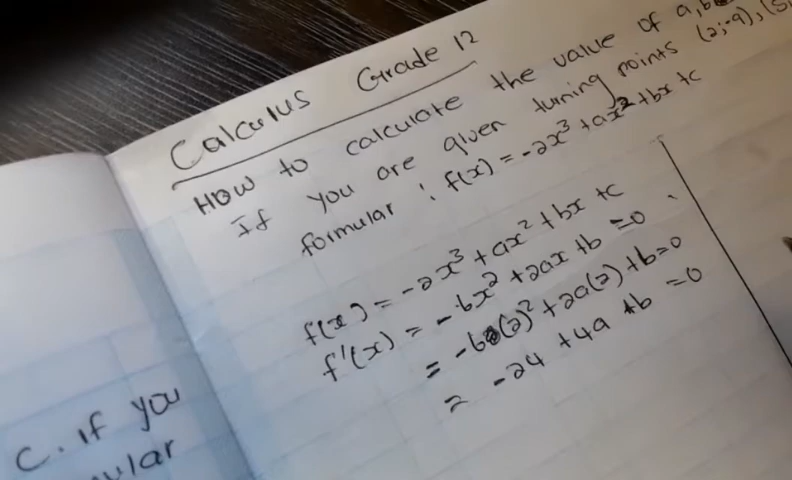 Calculus Grade 12
How to calculate the value of a,b
If you are given turning points (2;-9),(5;
formular : f(x) = -2x³ + ax² + bx + c
f(x) = -2x³ + ax² + bx + c
f'(x) = -6x² + 2ax + b = 0
= -6(2)² + 2a(2) + b = 0
= -24 + 4a + b = 0
C. if you
mular